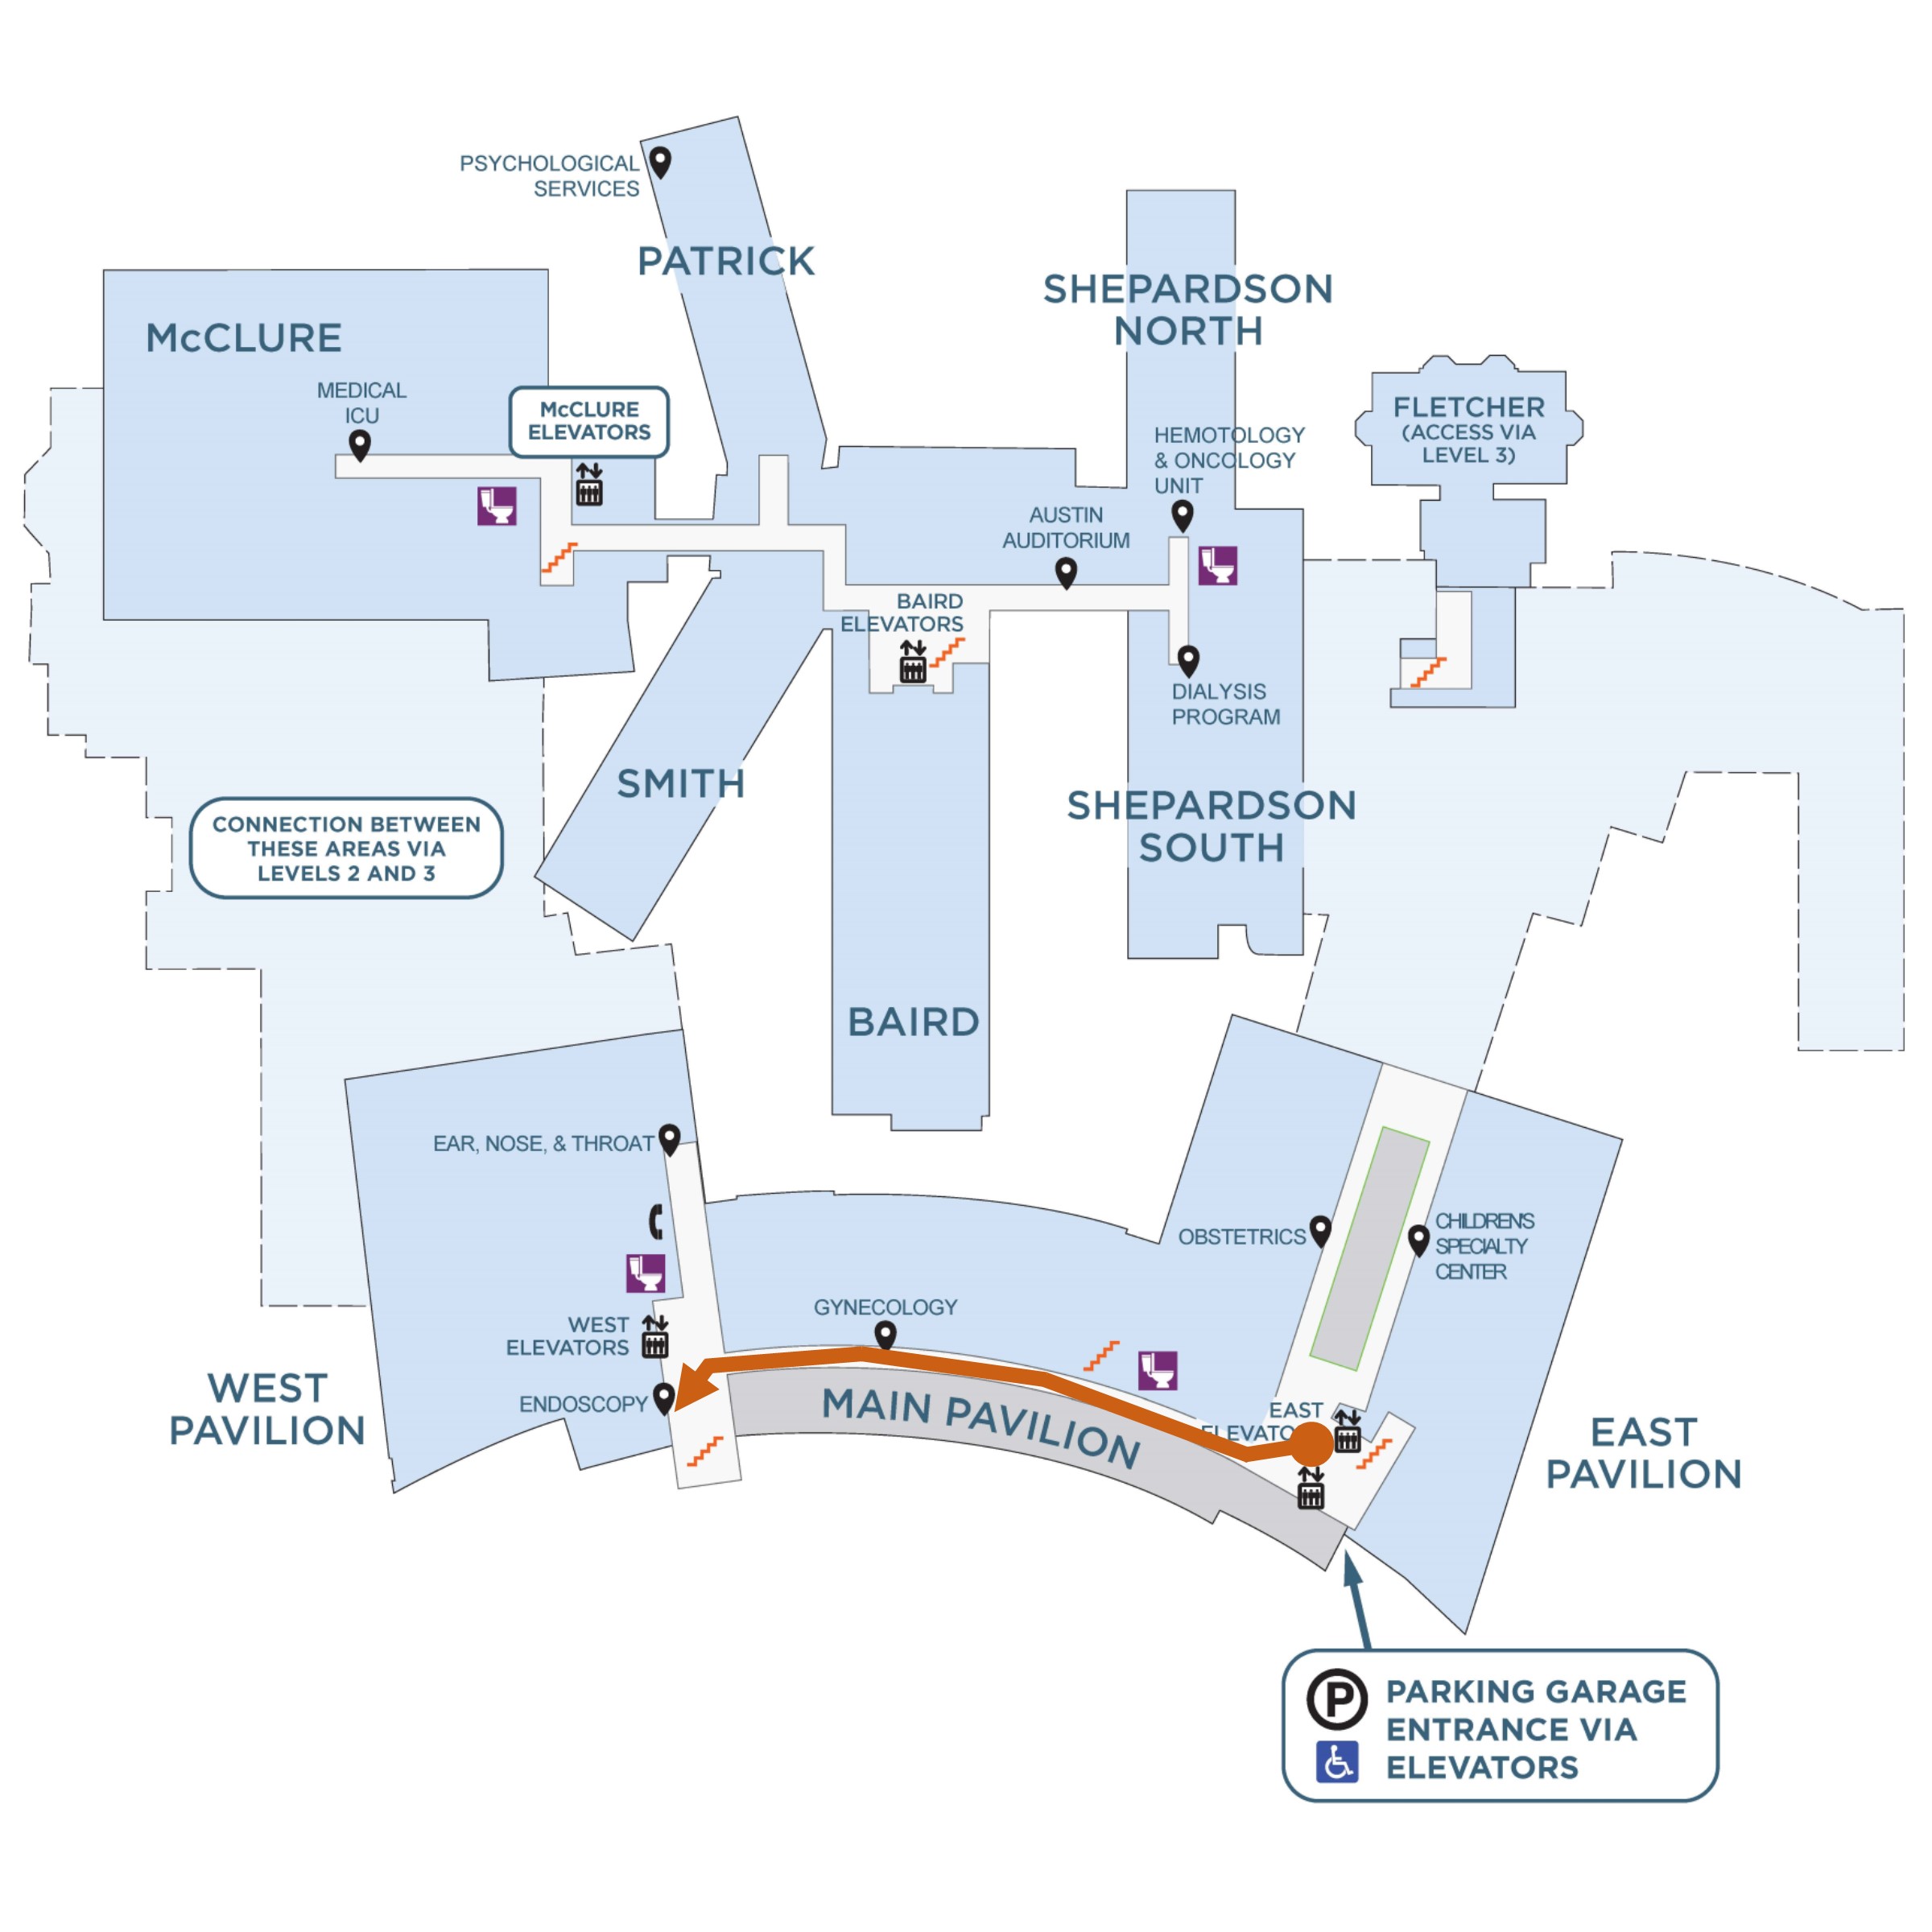 PSYCHOLOGICAL
SERVICES
PATRICK
SHEPARDSON
NORTH
McCLURE
MEDICAL
ICU
McCLURE
ELEVATORS
FLETCHER
(ACCESS VIA
LEVEL 3)
HEMOTOLOGY
& ONCOLOGY
UNIT
AUSTIN
AUDITORIUM
BAIRD
ELEVATORS
DIALYSIS
PROGRAM
SMITH
SHEPARDSON
SOUTH
CONNECTION BETWEEN
THESE AREAS VIA
LEVELS 2 AND 3
BAIRD
EAR, NOSE, & THROAT
OBSTETRICS
CHILDREN'S
SPECIALTY
CENTER
GYNECOLOGY
WEST
ELEVATORS
ENDOSCOPY
WEST
PAVILION
MAIN PAVILION
EAST
ELEVATO
EAST
PAVILION
P
PARKING GARAGE
ENTRANCE VIA
ELEVATORS